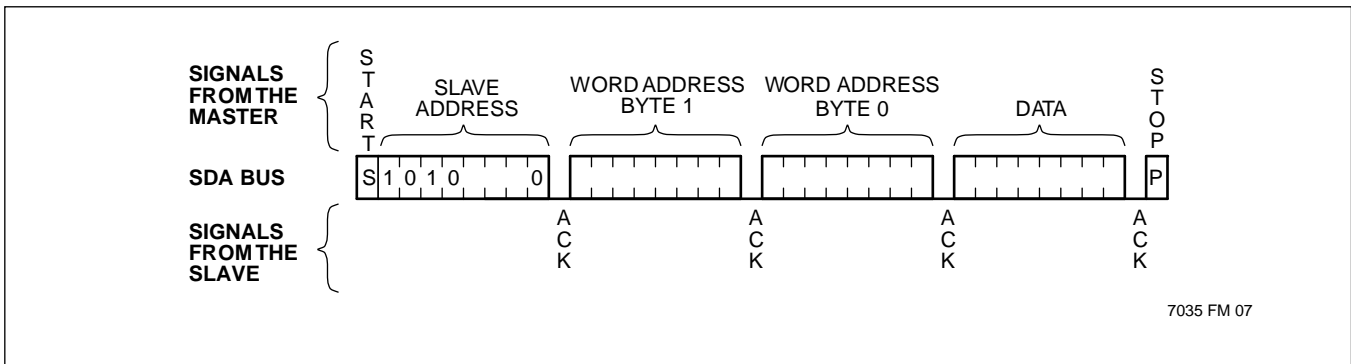 SIGNALS
FROM THE
MASTER
START
SLAVE
ADDRESS
WORD ADDRESS
BYTE 1
WORD ADDRESS
BYTE 0
DATA
STOP
SDA BUS
S 1 0 1 0 0
P
SIGNALS
FROM THE
SLAVE
ACK
ACK
ACK
ACK
7035 FM 07